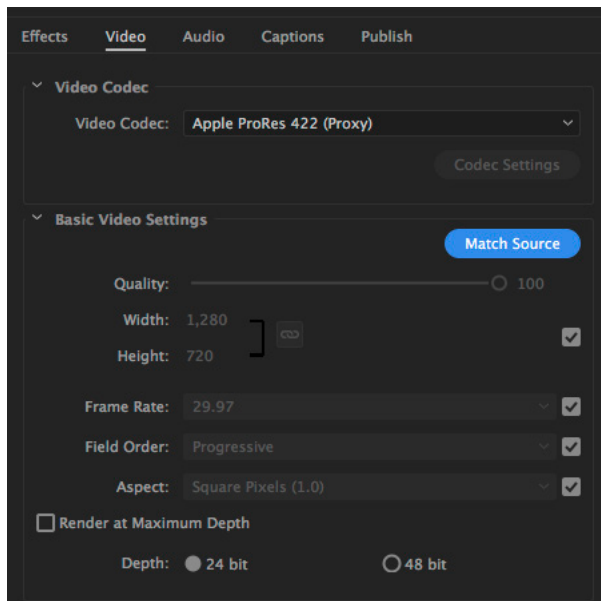 Effects Video Audio Captions Publish
Video Codec
Video Codec: Apple ProRes 422 (Proxy)
Codec Settings
Basic Video Settings
Match Source
Quality: 100
Width: 1,280
Height: 720
Frame Rate: 29.97
Field Order: Progressive
Aspect: Square Pixels (1.0)
Render at Maximum Depth
Depth: 24 bit 48 bit